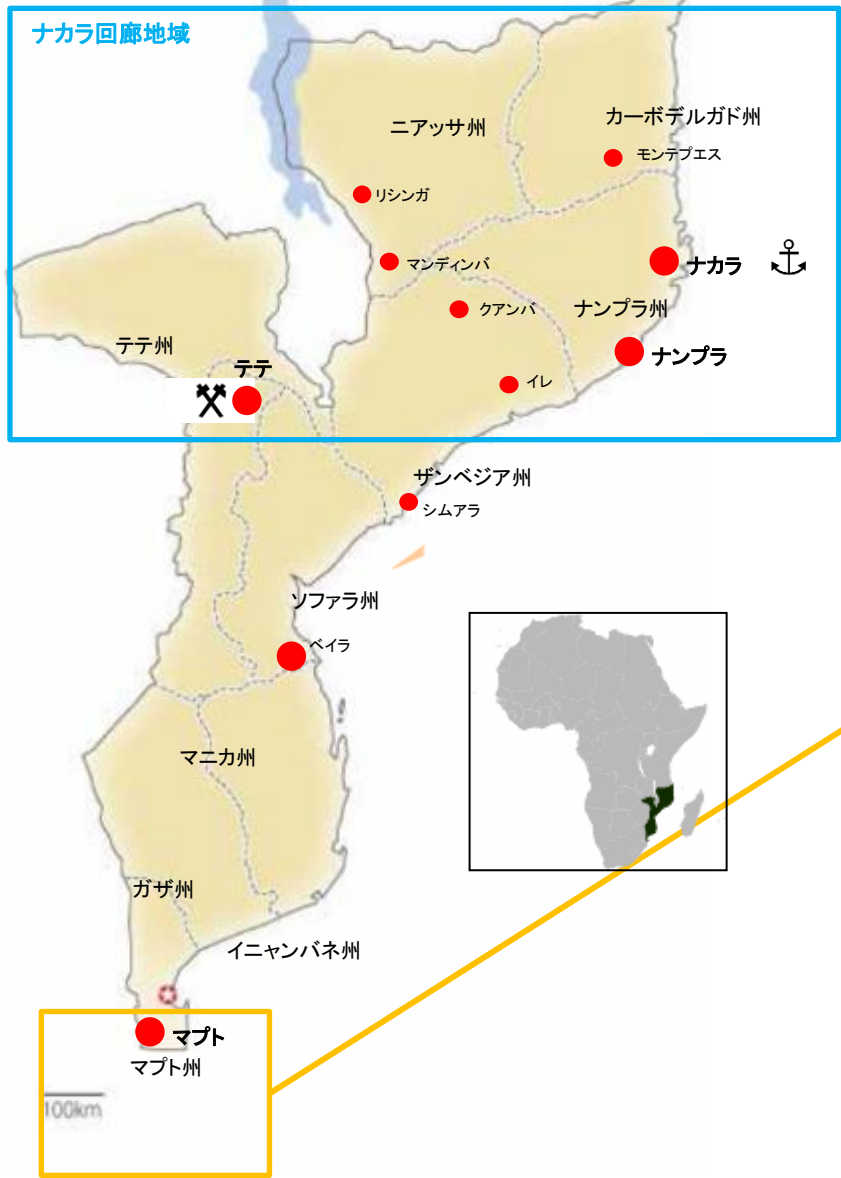 ナカラ回廊地域
カーボデルガド州
ニアッサ州
モンテプエス
リシンガ
マンディンバ
ナカラ
クアンバ
ナンプラ州
テテ州
ナンプラ
テテ
イレ
ザンベジア州
シムアラ
ソファラ州
ベイラ
マニカ州
ガザ州
イニャンバネ州
マプト
マプト州
100km